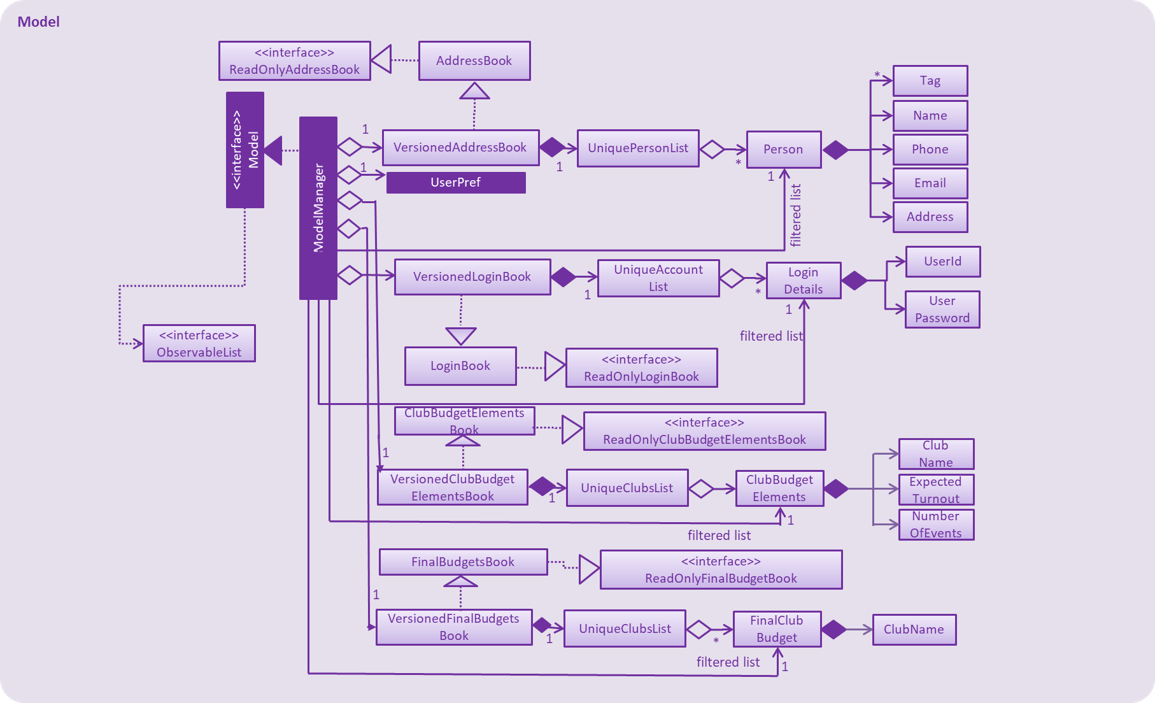 Model
<<interface>>
ReadOnlyAddressBook
AddressBook
<<interface>>
Model
ModelManager
1
VersionedAddressBook
1
UniquePersonList
*
Person
1
*
Tag
Name
Phone
Email
Address
1
UserPref
filtered list
VersionedLoginBook
1
UniqueAccount
List
*
Login
Details
1
UserId
User
Password
filtered list
<<interface>>
ObservableList
LoginBook
<<interface>>
ReadOnlyLoginBook
ClubBudgetElements
Book
<<interface>>
ReadOnlyClubBudgetElementsBook
1
VersionedClubBudget
ElementsBook
1
UniqueClubsList
ClubBudget
Elements
1
Club
Name
Expected
Turnout
Number
OfEvents
filtered list
FinalBudgetsBook
<<interface>>
ReadOnlyFinalBudgetBook
1
VersionedFinalBudgets
Book
1
UniqueClubsList
*
FinalClub
Budget
ClubName
filtered list
1